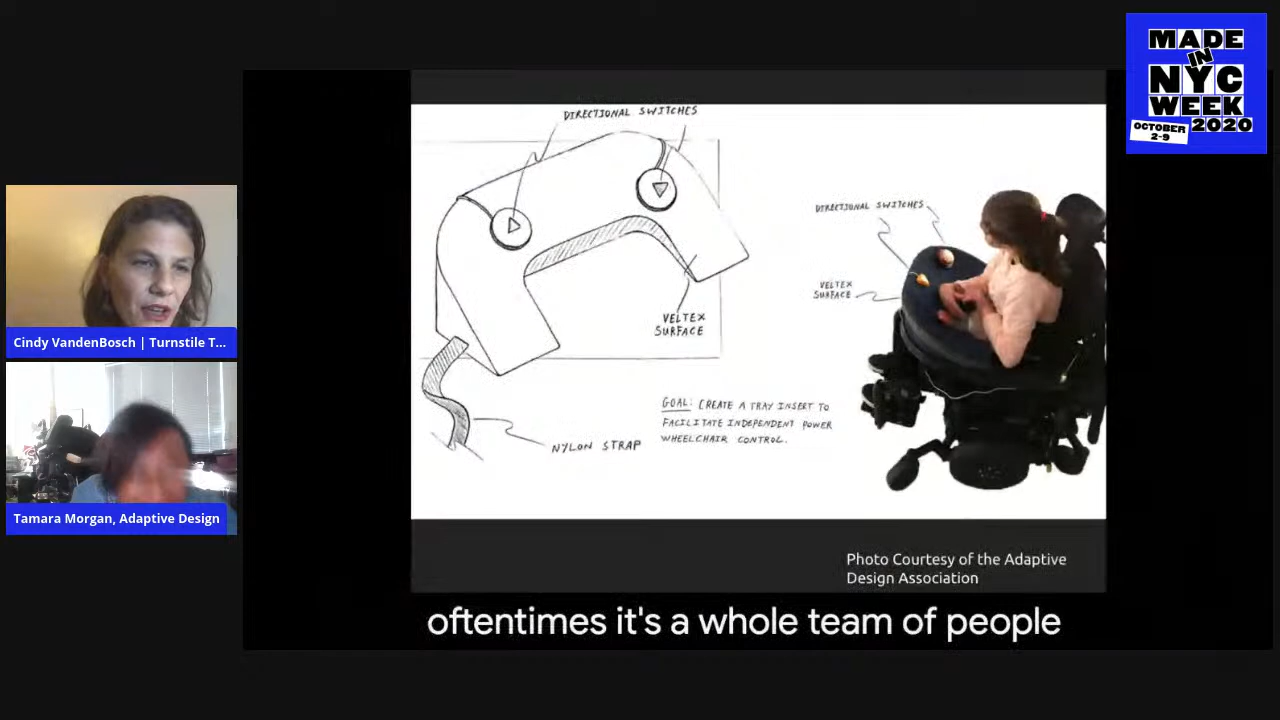 MADE
IN
NYC
WEEK
OCTOBER
2-9
2020
Cindy VandenBosch | Turnstile T...
Tamara Morgan, Adaptive Design
DIRECTIONAL SWITCHES
VELTEX
SURFACE
NYLON STRAP
GOAL: CREATE A TRAY INSERT TO
FACILITATE INDEPENDENT POWER
WHEELCHAIR CONTROL.
DIRECTIONAL SWITCHES
VELTEX
SURFACE
Photo Courtesy of the Adaptive
Design Association
oftentimes it's a whole team of people